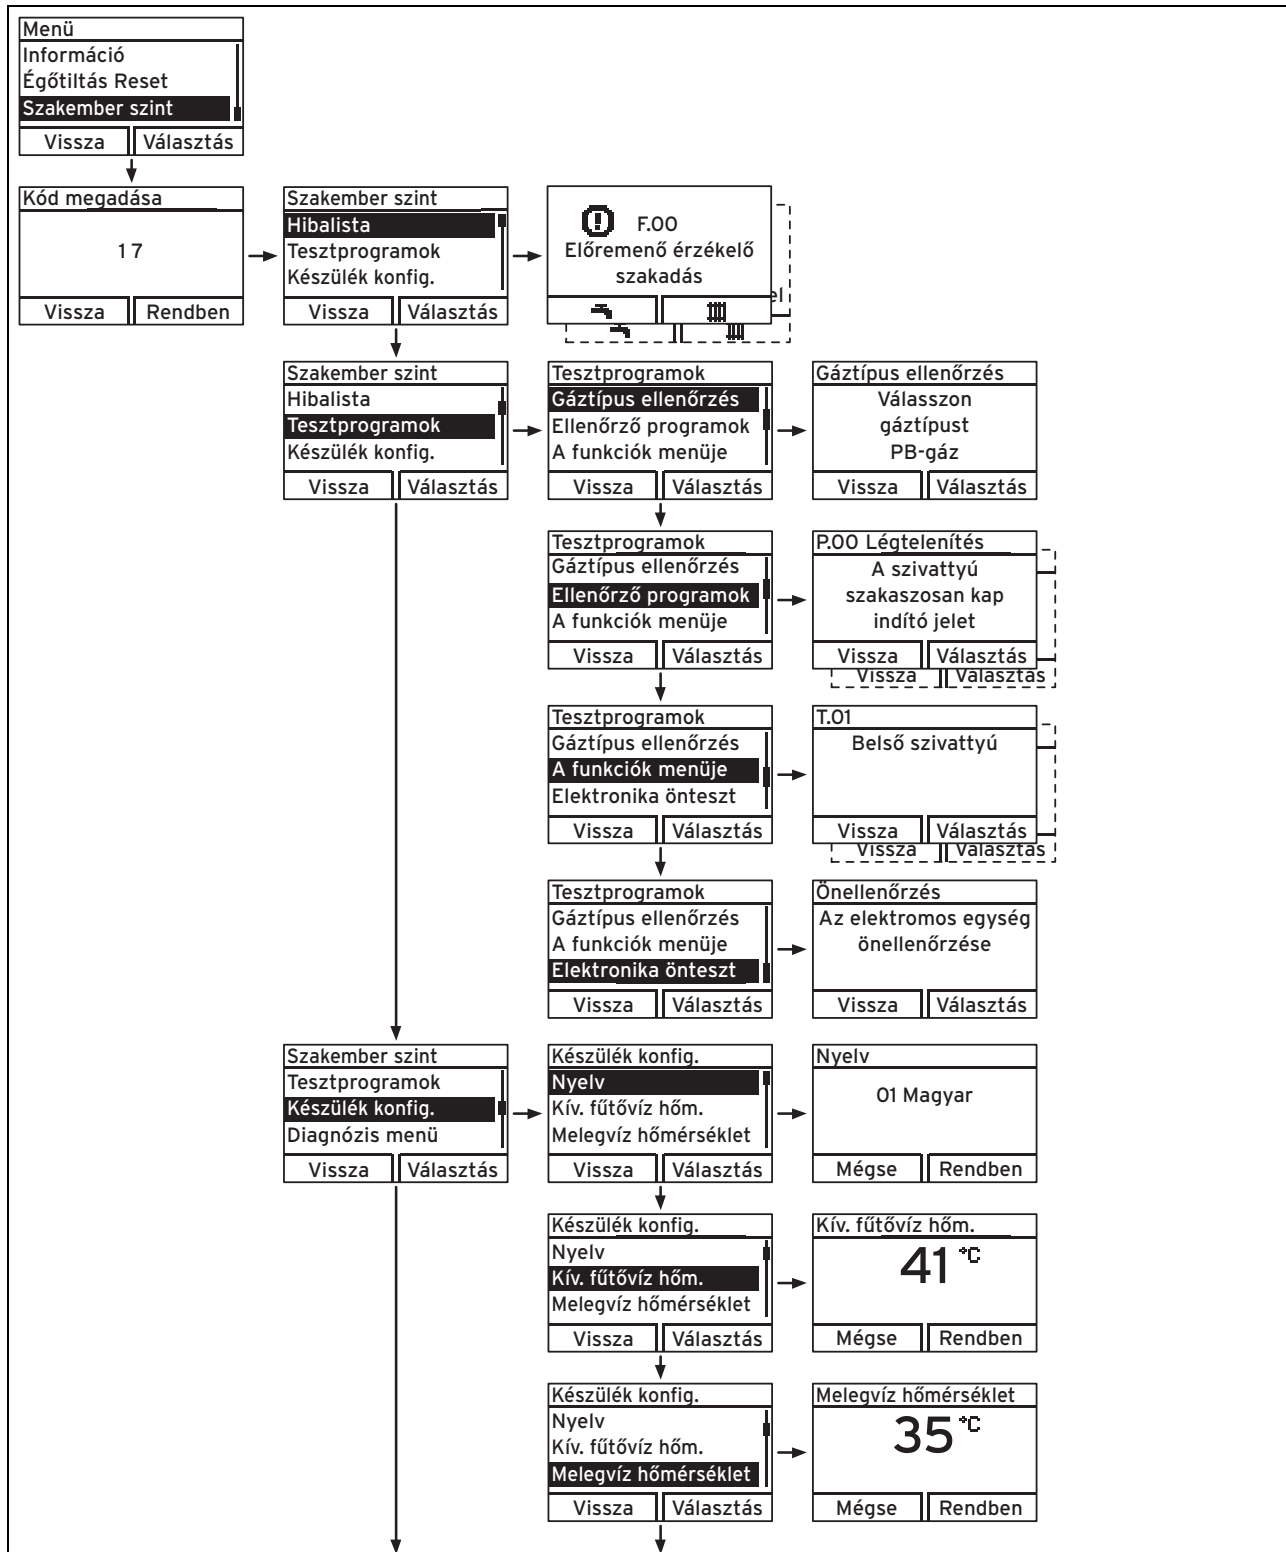 Menü
Információ
Égőtiltás Reset
Szakember szint
Vissza Választás
Kód megadása
17
Vissza Rendben
Szakember szint
Hibalista
Tesztprogramok
Készülék konfig.
Vissza Választás
F.00
Előremenő érzékelő
szakadás
el
Szakember szint
Hibalista
Tesztprogramok
Készülék konfig.
Vissza Választás
Tesztprogramok
Gáztípus ellenőrzés
Ellenőrző programok
A funkciók menüje
Vissza Választás
Gáztípus ellenőrzés
Válasszon
gáztípust
PB-gáz
Vissza Választás
Tesztprogramok
Gáztípus ellenőrzés
Ellenőrző programok
A funkciók menüje
Vissza Választás
P.00 Légtelenítés
A szivattyú
szakaszosan kap
indító jelet
Vissza Választás
Vissza Választás
Tesztprogramok
Gáztípus ellenőrzés
A funkciók menüje
Elektronika önteszt
Vissza Választás
T.01
Belső szivattyú
Vissza Választás
Vissza Választás
Tesztprogramok
Gáztípus ellenőrzés
A funkciók menüje
Elektronika önteszt
Vissza Választás
Önellenőrzés
Az elektromos egység
önellenőrzése
Vissza Választás
Szakember szint
Tesztprogramok
Készülék konfig.
Diagnózis menü
Vissza Választás
Készülék konfig.
Nyelv
Kív. fűtővíz hőm.
Melegvíz hőmérséklet
Vissza Választás
Nyelv
01 Magyar
Mégse Rendben
Készülék konfig.
Nyelv
Kív. fűtővíz hőm.
Melegvíz hőmérséklet
Vissza Választás
Kív. fűtővíz hőm.
41 °C
Mégse Rendben
Készülék konfig.
Nyelv
Kív. fűtővíz hőm.
Melegvíz hőmérséklet
Vissza Választás
Melegvíz hőmérséklet
35 °C
Mégse Rendben